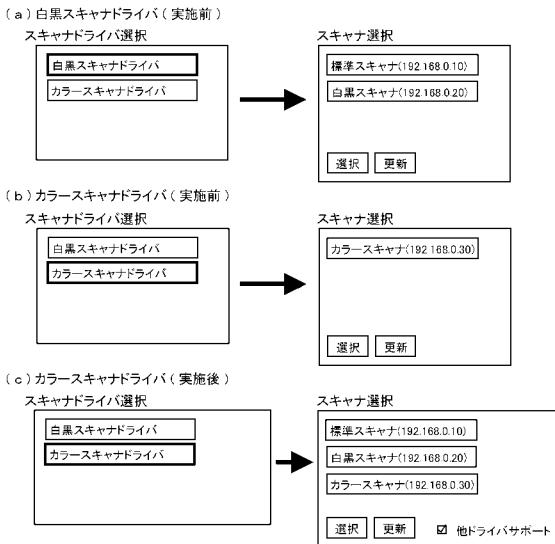 (a)白黒スキャナドライバ(実施前)
スキャナドライバ選択
白黒スキャナドライバ
カラースキャナドライバ
スキャナ選択
標準スキャナ(192.168.0.10)
白黒スキャナ(192.168.0.20)
選択 更新
(b)カラースキャナドライバ(実施前)
スキャナドライバ選択
白黒スキャナドライバ
カラースキャナドライバ
スキャナ選択
カラースキャナ(192.168.0.30)
選択 更新
(c)カラースキャナドライバ(実施後)
スキャナドライバ選択
白黒スキャナドライバ
カラースキャナドライバ
スキャナ選択
標準スキャナ(192.168.0.10)
白黒スキャナ(192.168.0.20)
カラースキャナ(192.168.0.30)
選択 更新 ☑ 他ドライバサポート